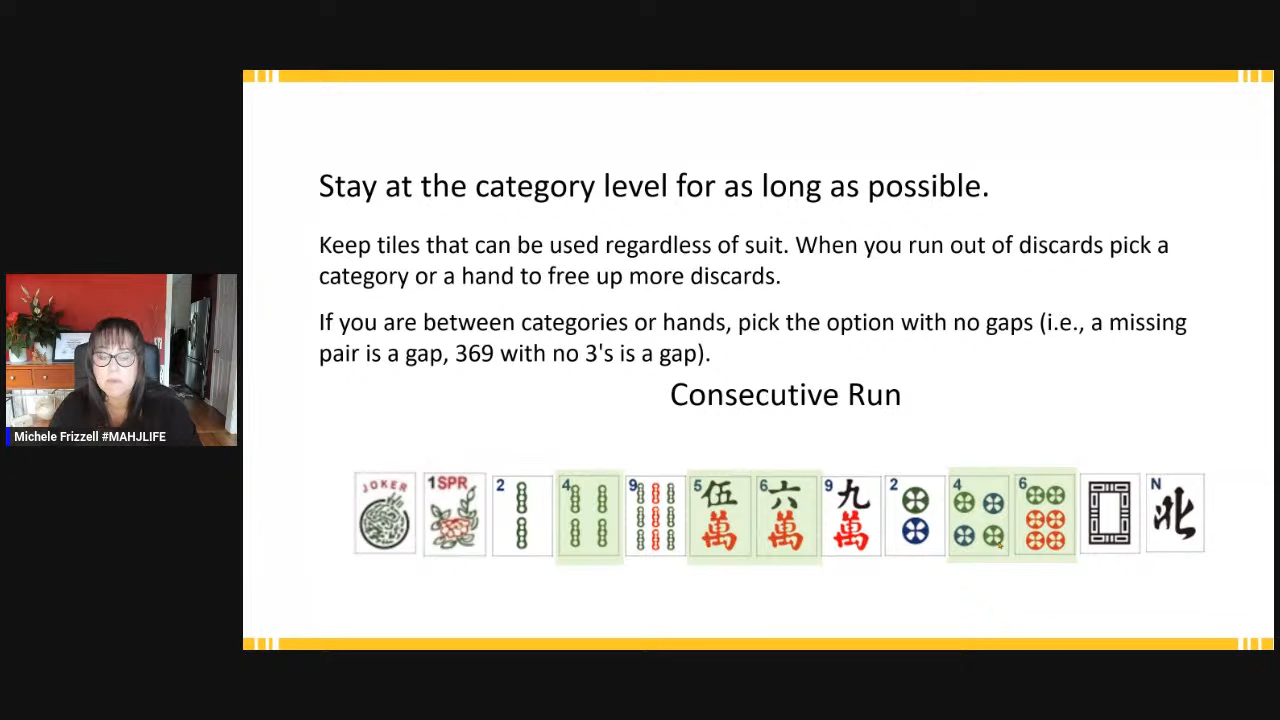 Stay at the category level for as long as possible.
Keep tiles that can be used regardless of suit. When you run out of discards pick a
category or a hand to free up more discards.
If you are between categories or hands, pick the option with no gaps (i.e., a missing
pair is a gap, 369 with no 3's is a gap).
Consecutive Run
JOKER 1SPR 2 4 9 5 伍萬 6 六萬 9 九萬 2 4 6 N 北
Michele Frizzell #MAHJLIFE